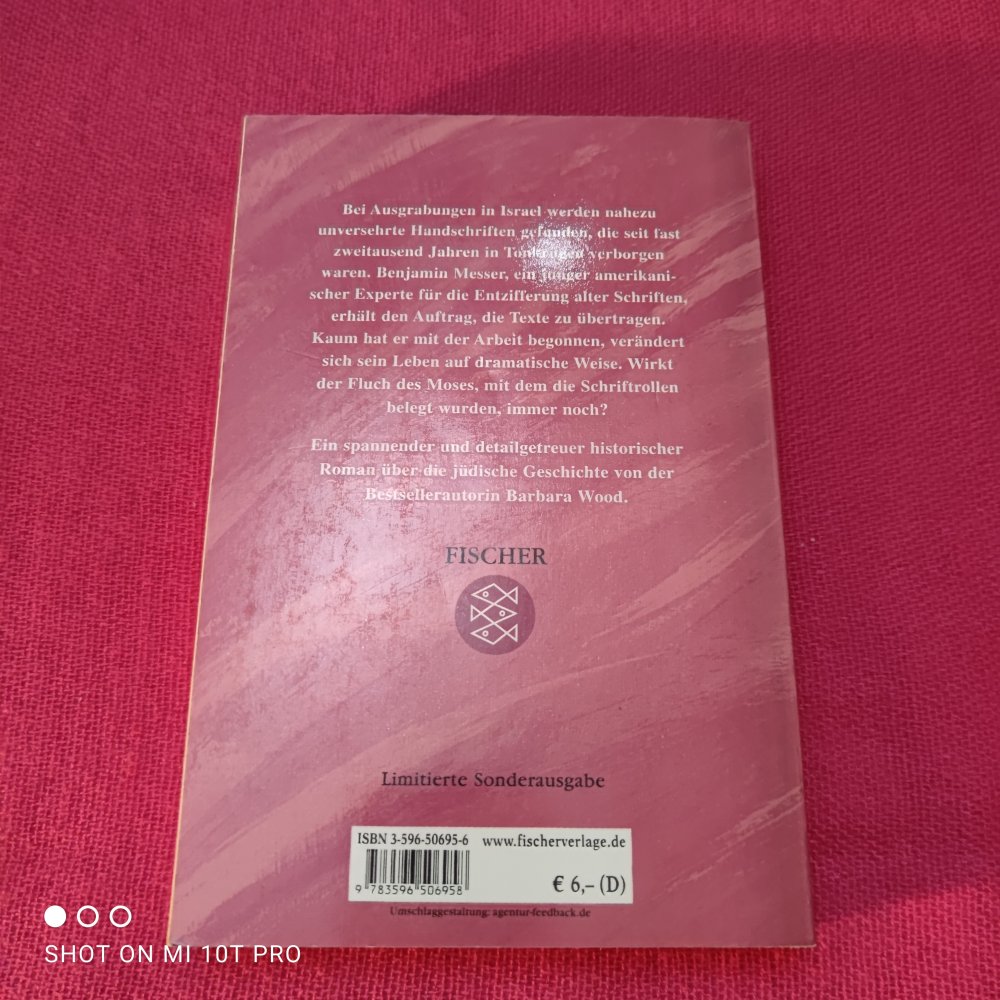 Bei Ausgrabungen in Israel werden nahezu
unversehrte Handschriften gefunden, die seit fast
zweitausend Jahren in Tonkrügen verborgen
waren. Benjamin Messer, ein junger amerikani-
scher Experte für die Entzifferung alter Schriften,
erhält den Auftrag, die Texte zu übertragen.
Kaum hat er mit der Arbeit begonnen, verändert
sich sein Leben auf dramatische Weise. Wirkt
der Fluch des Moses, mit dem die Schriftrollen
belegt wurden, immer noch?
Ein spannender und detailgetreuer historischer
Roman über die jüdische Geschichte von der
Bestsellerautorin Barbara Wood.
FISCHER
Limitierte Sonderausgabe
ISBN 3-596-50695-6 www.fischerverlage.de
9 783596 506958
€ 6,– (D)
Umschlaggestaltung: agentur-feedback.de
SHOT ON MI 10T PRO